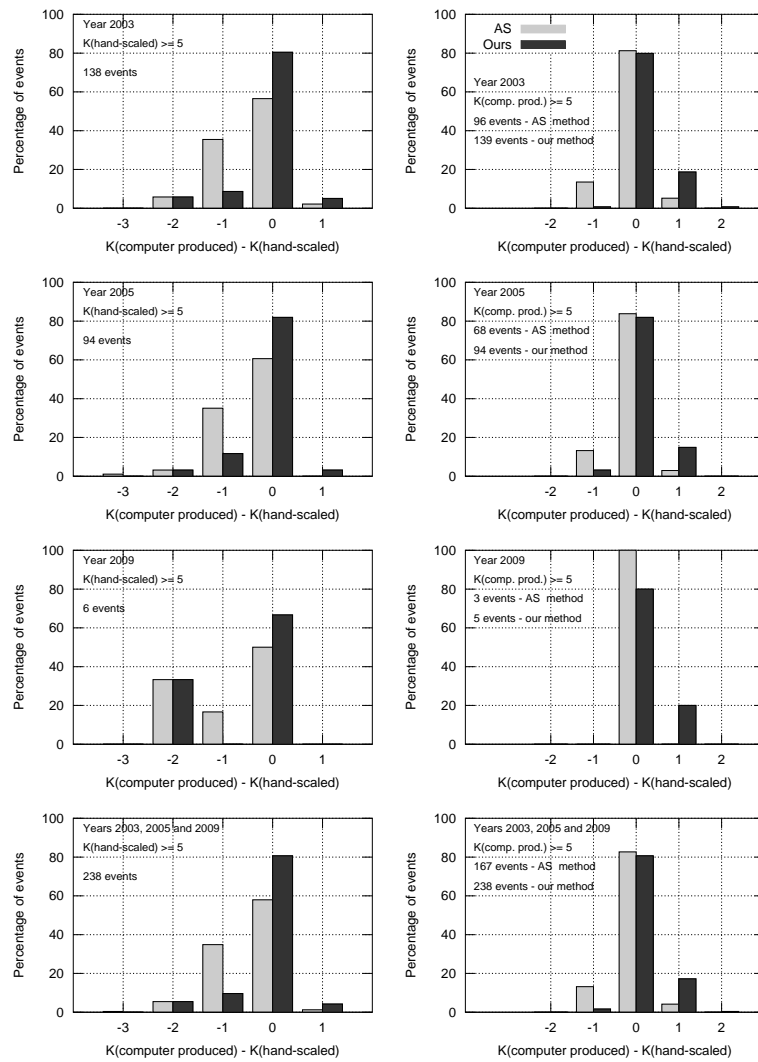 Percentage of events
100
80
60
40
20
0
Year 2003
K(hand-scaled) >= 5
138 events
-3 -2 -1 0 1
K(computer produced) - K(hand-scaled)
Percentage of events
100
80
60
40
20
0
AS
Ours
Year 2003
K(comp. prod.) >= 5
96 events - AS method
139 events - our method
-2 -1 0 1 2
K(computer produced) - K(hand-scaled)
Percentage of events
100
80
60
40
20
0
Year 2005
K(hand-scaled) >= 5
94 events
-3 -2 -1 0 1
K(computer produced) - K(hand-scaled)
Percentage of events
100
80
60
40
20
0
Year 2005
K(comp. prod.) >= 5
68 events - AS method
94 events - our method
-2 -1 0 1 2
K(computer produced) - K(hand-scaled)
Percentage of events
100
80
60
40
20
0
Year 2009
K(hand-scaled) >= 5
6 events
-3 -2 -1 0 1
K(computer produced) - K(hand-scaled)
Percentage of events
100
80
60
40
20
0
Year 2009
K(comp. prod.) >= 5
3 events - AS method
5 events - our method
-2 -1 0 1 2
K(computer produced) - K(hand-scaled)
Percentage of events
100
80
60
40
20
0
Years 2003, 2005 and 2009
K(hand-scaled) >= 5
238 events
-3 -2 -1 0 1
K(computer produced) - K(hand-scaled)
Percentage of events
100
80
60
40
20
0
Years 2003, 2005 and 2009
K(comp. prod.) >= 5
167 events - AS method
238 events - our method
-2 -1 0 1 2
K(computer produced) - K(hand-scaled)